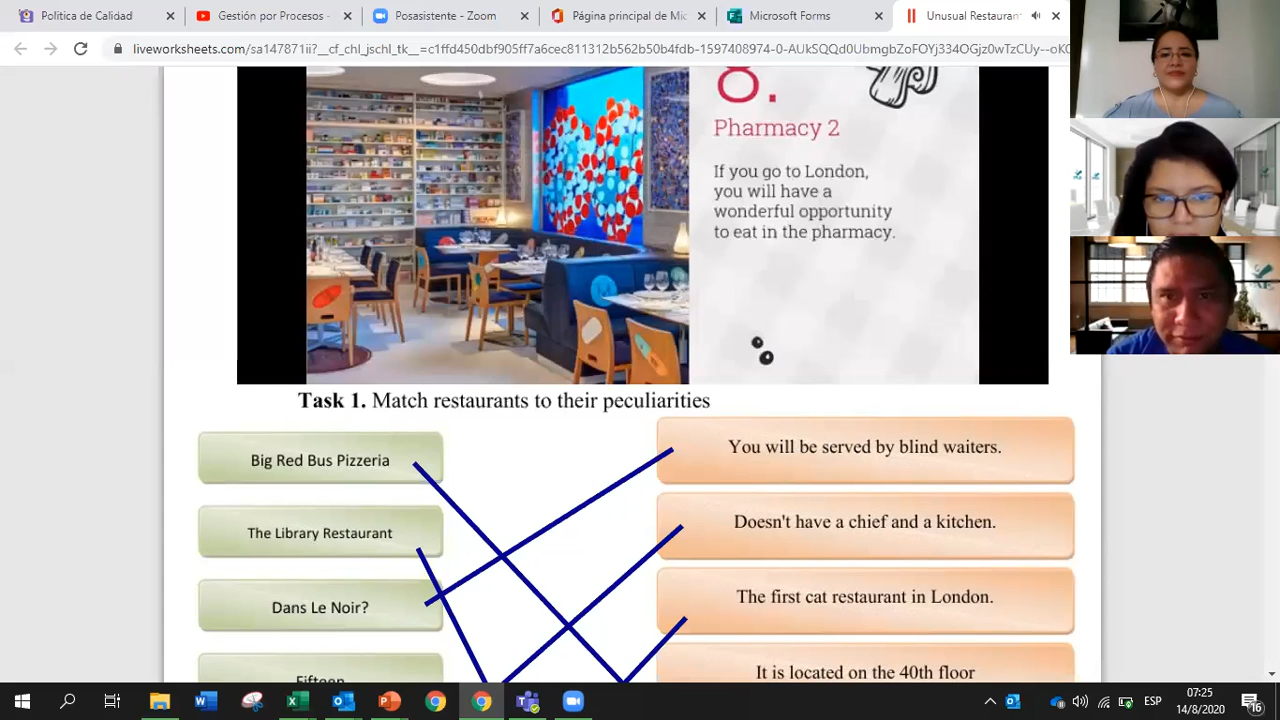 Política de Calidad
Gestión por Procesos -
Posasistente - Zoom
Página principal de Mic
Microsoft Forms
Unusual Restauran
liveworksheets.com/sa147871ii?__cf_chl_jschl_tk__=c1ffd450dbf905ff7a6cec811312b562b50b4fdb-1597408974-0-AUkSQQd0UbmgbZoFOYj334OGjz0wTzCUy--oK
8.
Pharmacy 2
If you go to London,
you will have a
wonderful opportunity
to eat in the pharmacy.
Task 1. Match restaurants to their peculiarities
Big Red Bus Pizzeria
You will be served by blind waiters.
The Library Restaurant
Doesn't have a chief and a kitchen.
Dans Le Noir?
The first cat restaurant in London.
Fifteen
It is located on the 40th floor
ESP
07:25
14/8/2020
16